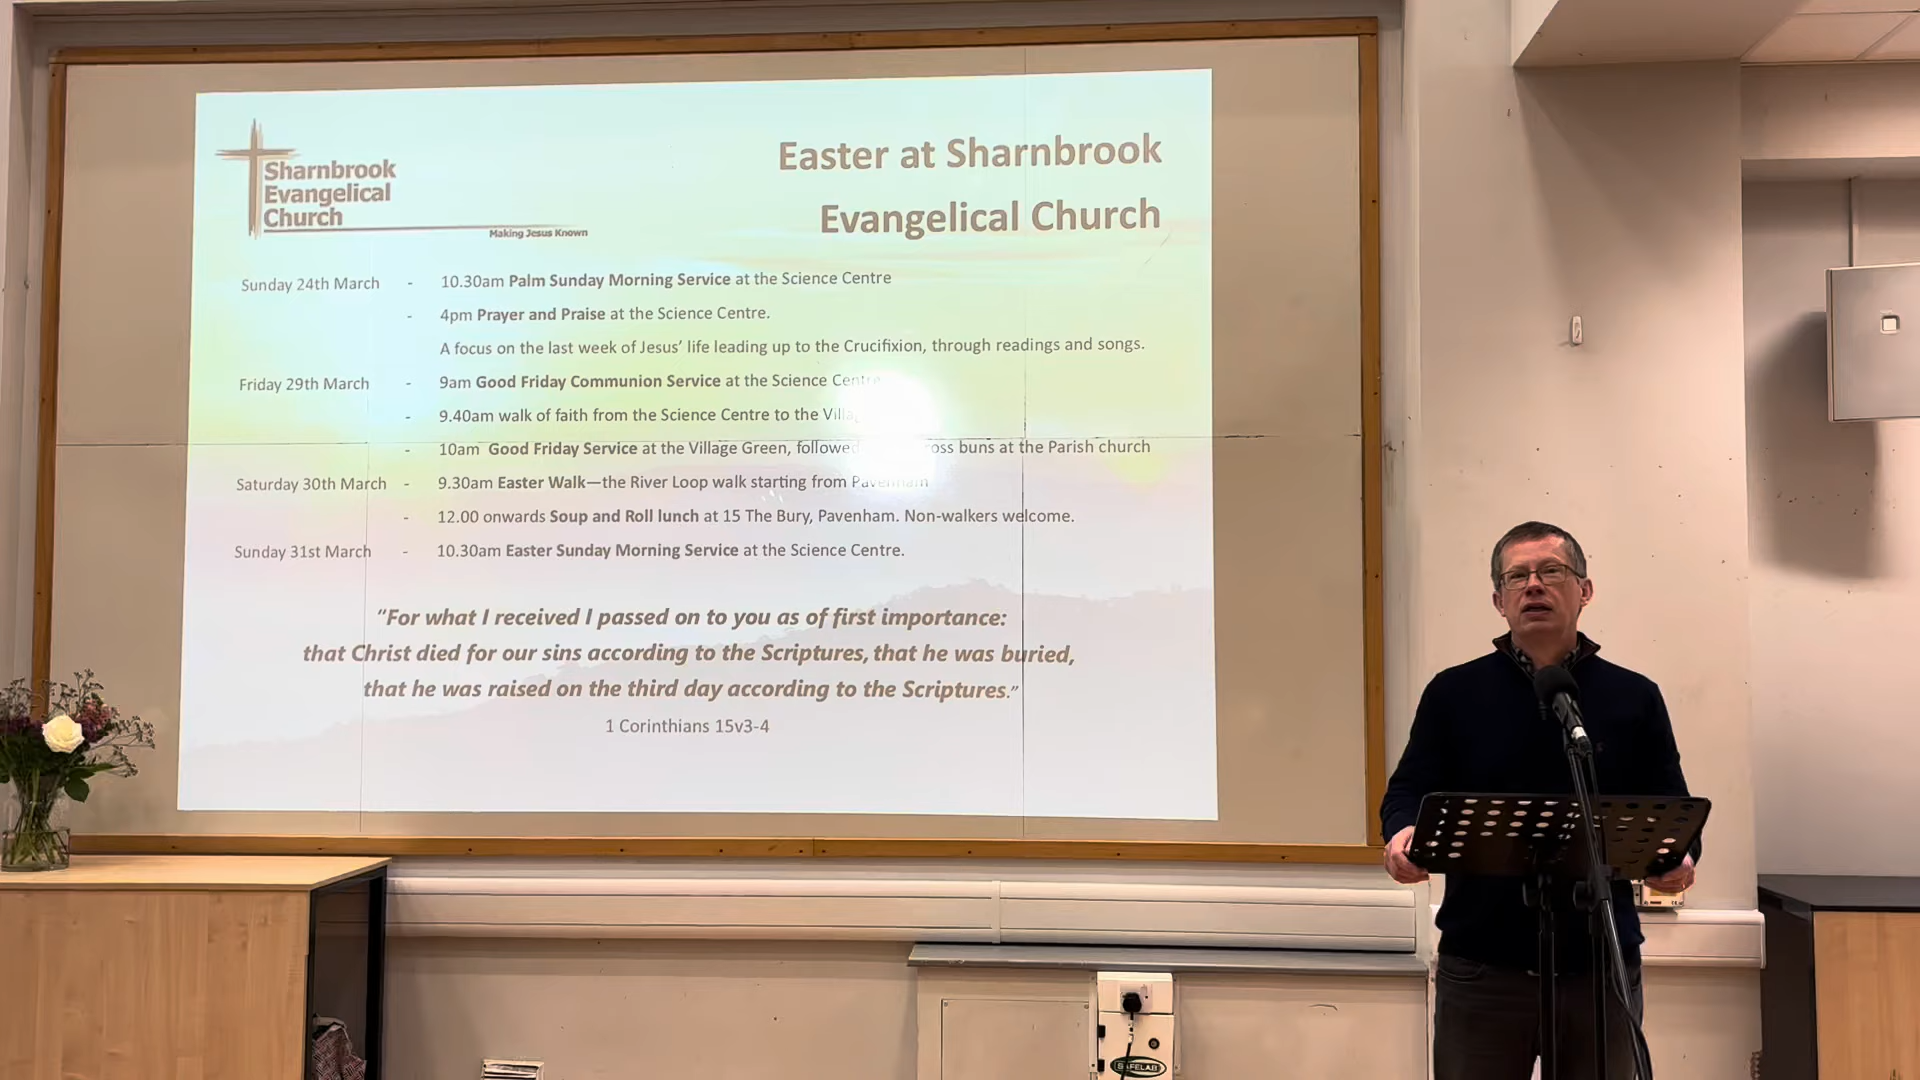 Sharnbrook
Evangelical
Church
Making Jesus Known
Easter at Sharnbrook
Evangelical Church
Sunday 24th March - 10.30am Palm Sunday Morning Service at the Science Centre
- 4pm Prayer and Praise at the Science Centre.
A focus on the last week of Jesus’ life leading up to the Crucifixion, through readings and songs.
Friday 29th March - 9am Good Friday Communion Service at the Science Centre
- 9.40am walk of faith from the Science Centre to the
- 10am Good Friday Service at the Village Green, followed buns at the Parish church
Saturday 30th March - 9.30am Easter Walk—the River Loop walk starting from Pavenham
- 12.00 onwards Soup and Roll lunch at 15 The Bury, Pavenham. Non-walkers welcome.
Sunday 31st March - 10.30am Easter Sunday Morning Service at the Science Centre.
“For what I received I passed on to you as of first importance:
that Christ died for our sins according to the Scriptures, that he was buried,
that he was raised on the third day according to the Scriptures.”
1 Corinthians 15v3-4
SAFELAB